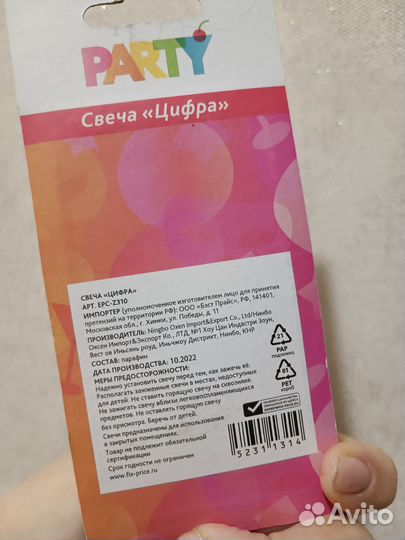 PARTY
Свеча «Цифра»
СВЕЧА «ЦИФРА»
АРТ. EPC-Z310
ИМПОРТЕР (уполномоченное изготовителем лицо для принятия
претензий на территории РФ): ООО «Бэст Прайс», РФ, 141401,
Московская обл., г. Химки, ул. Победы, д. 11
ПРОИЗВОДИТЕЛЬ: Ningbo Oxen Import&Export Co., Ltd/Нинбо
Оксен Импорт&Экспорт Ко., ЛТД, №1 Хоу Цан Индастри Зоун,
Вест ов Иньсянь роуд, Иньчжоу Дистрикт, Нинбо, КНР
СОСТАВ: парафин
ДАТА ПРОИЗВОДСТВА: 10.2022
МЕРЫ ПРЕДОСТОРОЖНОСТИ:
Надежно установить свечу перед тем, как зажечь её.
Располагать зажженные свечи в местах, недоступных
для детей. Не ставить горящую свечу на сквозняке.
Не зажигать свечу вблизи легковоспламеняющихся
предметов. Не оставлять горящую свечу
без присмотра. Беречь от детей.
Свечи предназначены для использования
в закрытых помещениях.
Товар не подлежит обязательной
сертификации
Срок годности не ограничен
www.fix-price.ru
21
PAP
подложка
01
PET
короб
52311314
Avito